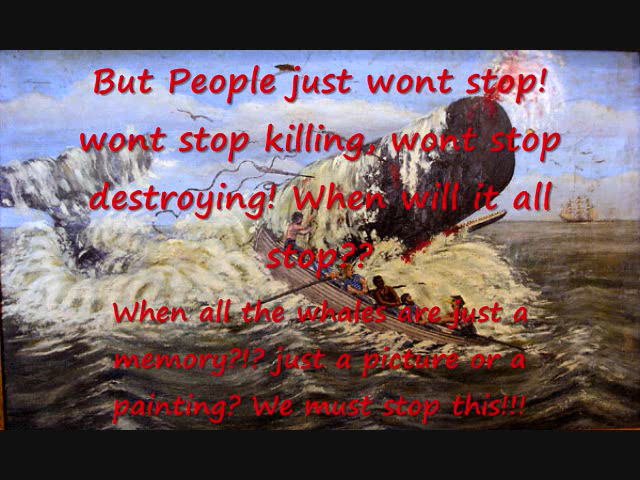 But People just wont stop!
wont stop killing, wont stop
destroying! When will it all
stop??
When all the whales are just a
memory?!? just a picture or a
painting? We must stop this!!!